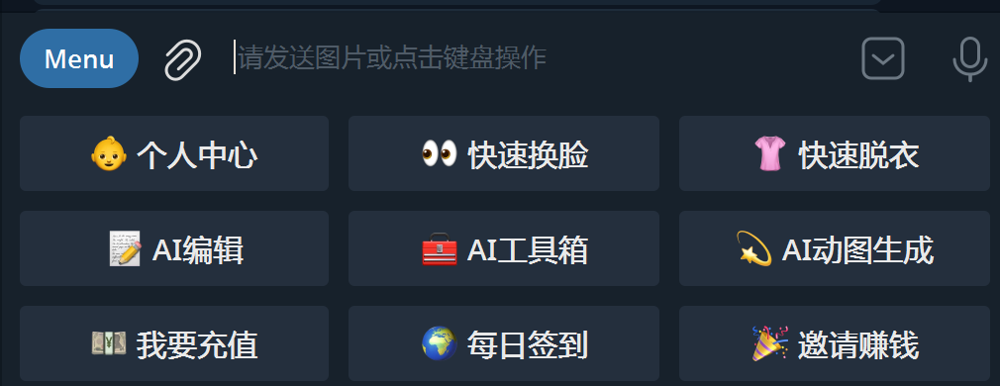 Menu 请发送图片或点击键盘操作
个人中心 快速换脸 快速脱衣
AI编辑 AI工具箱 AI动图生成
我要充值 每日签到 邀请赚钱